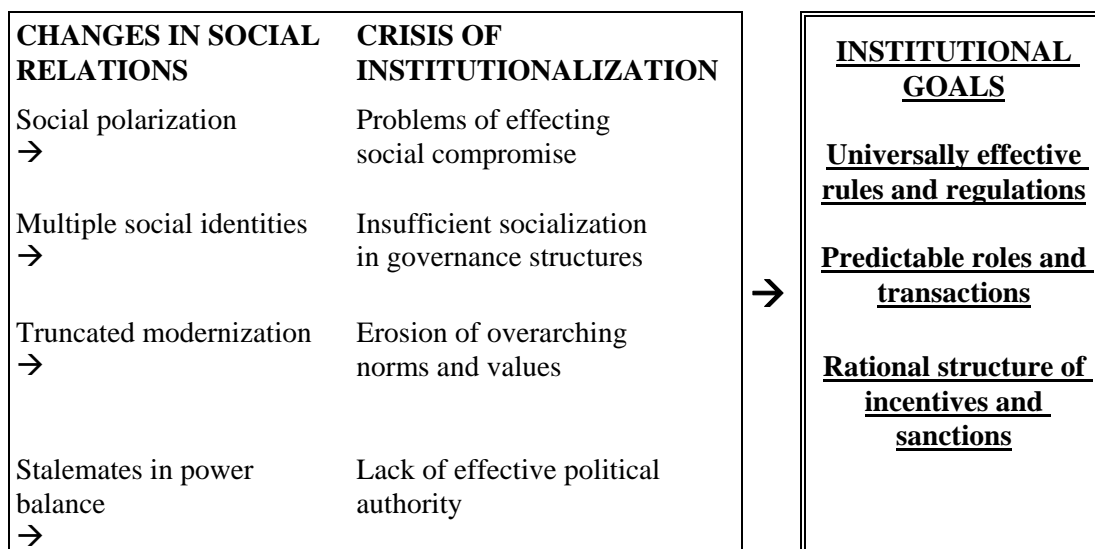 CHANGES IN SOCIAL
RELATIONS
CRISIS OF
INSTITUTIONALIZATION
Social polarization
→
Problems of effecting
social compromise
Multiple social identities
→
Insufficient socialization
in governance structures
Truncated modernization
→
Erosion of overarching
norms and values
Stalemates in power
balance
→
Lack of effective political
authority
→
INSTITUTIONAL
GOALS
Universally effective
rules and regulations
Predictable roles and
transactions
Rational structure of
incentives and
sanctions